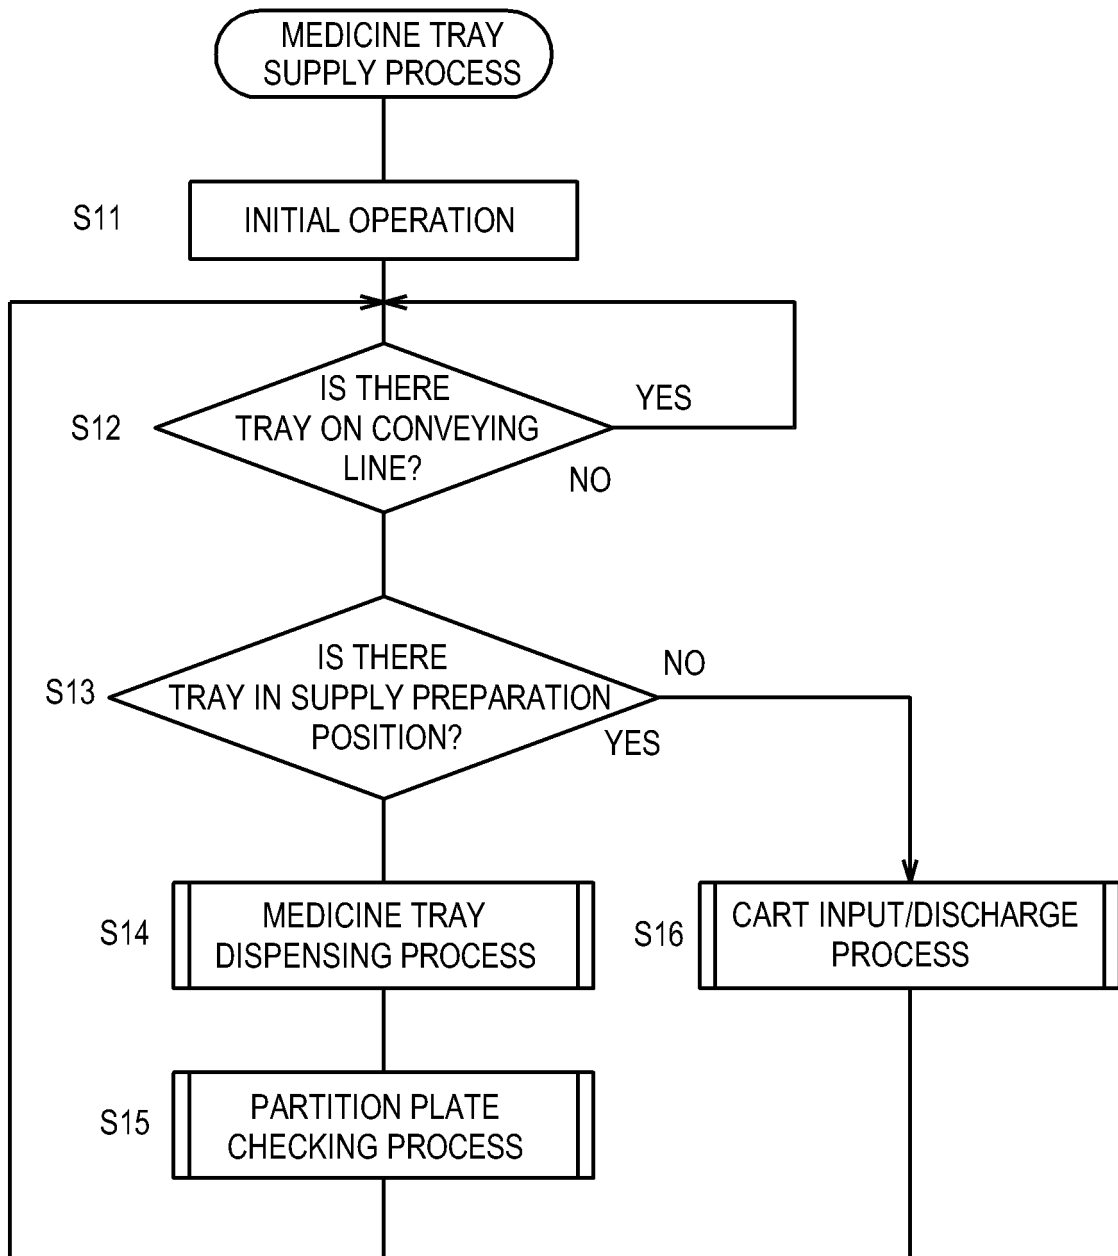 MEDICINE TRAY
SUPPLY PROCESS
S11
INITIAL OPERATION
S12
IS THERE
TRAY ON CONVEYING
LINE?
YES
NO
S13
IS THERE
TRAY IN SUPPLY PREPARATION
POSITION?
NO
YES
S14
MEDICINE TRAY
DISPENSING PROCESS
S16
CART INPUT/DISCHARGE
PROCESS
S15
PARTITION PLATE
CHECKING PROCESS